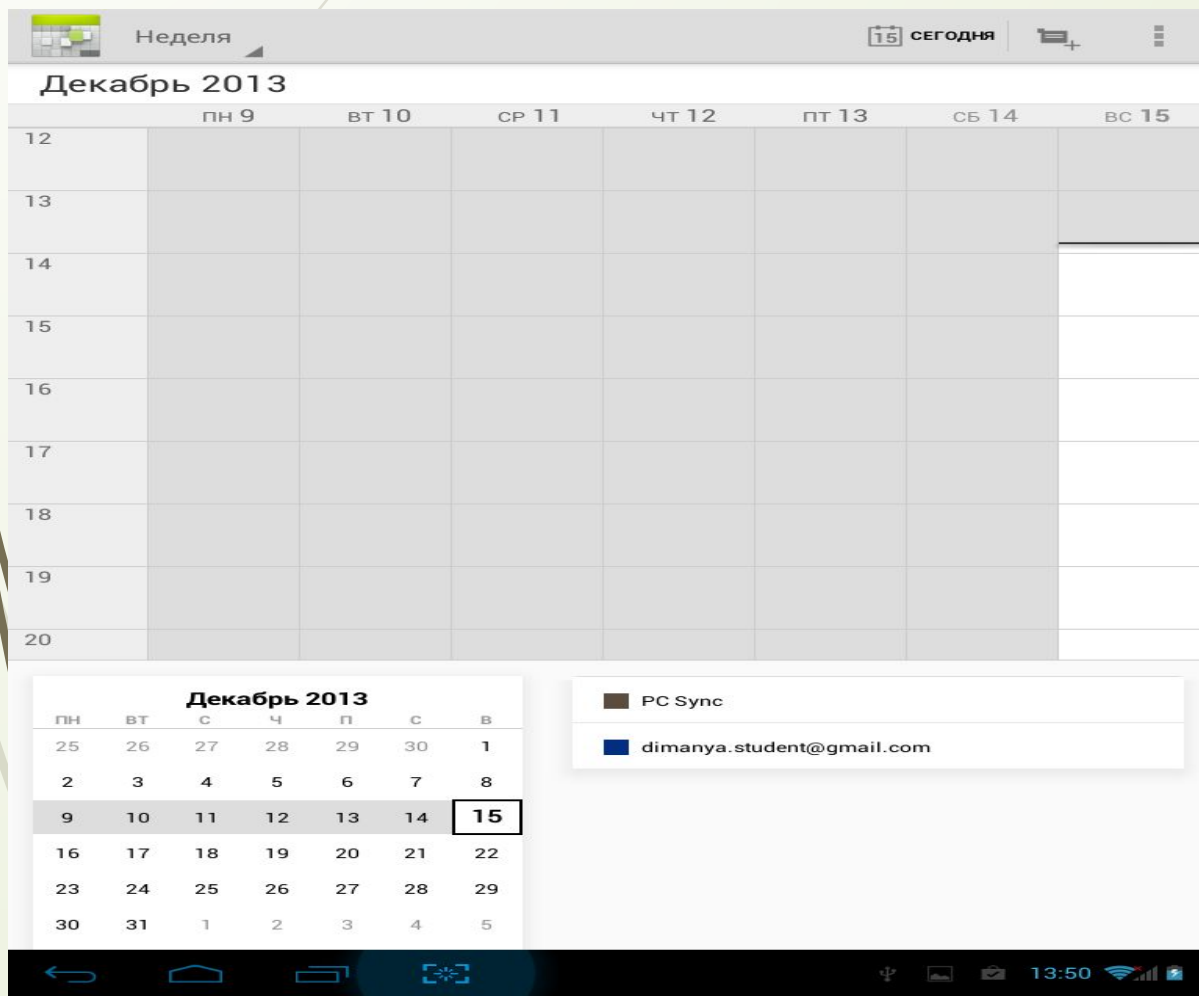 Неделя
15 СЕГОДНЯ
Декабрь 2013
ПН 9 ВТ 10 СР 11 ЧТ 12 ПТ 13 СБ 14 ВС 15
12
13
14
15
16
17
18
19
20
Декабрь 2013
ПН ВТ С Ч П С В
25 26 27 28 29 30 1
2 3 4 5 6 7 8
9 10 11 12 13 14 15
16 17 18 19 20 21 22
23 24 25 26 27 28 29
30 31 1 2 3 4 5
PC Sync
dimanya.student@gmail.com
13:50